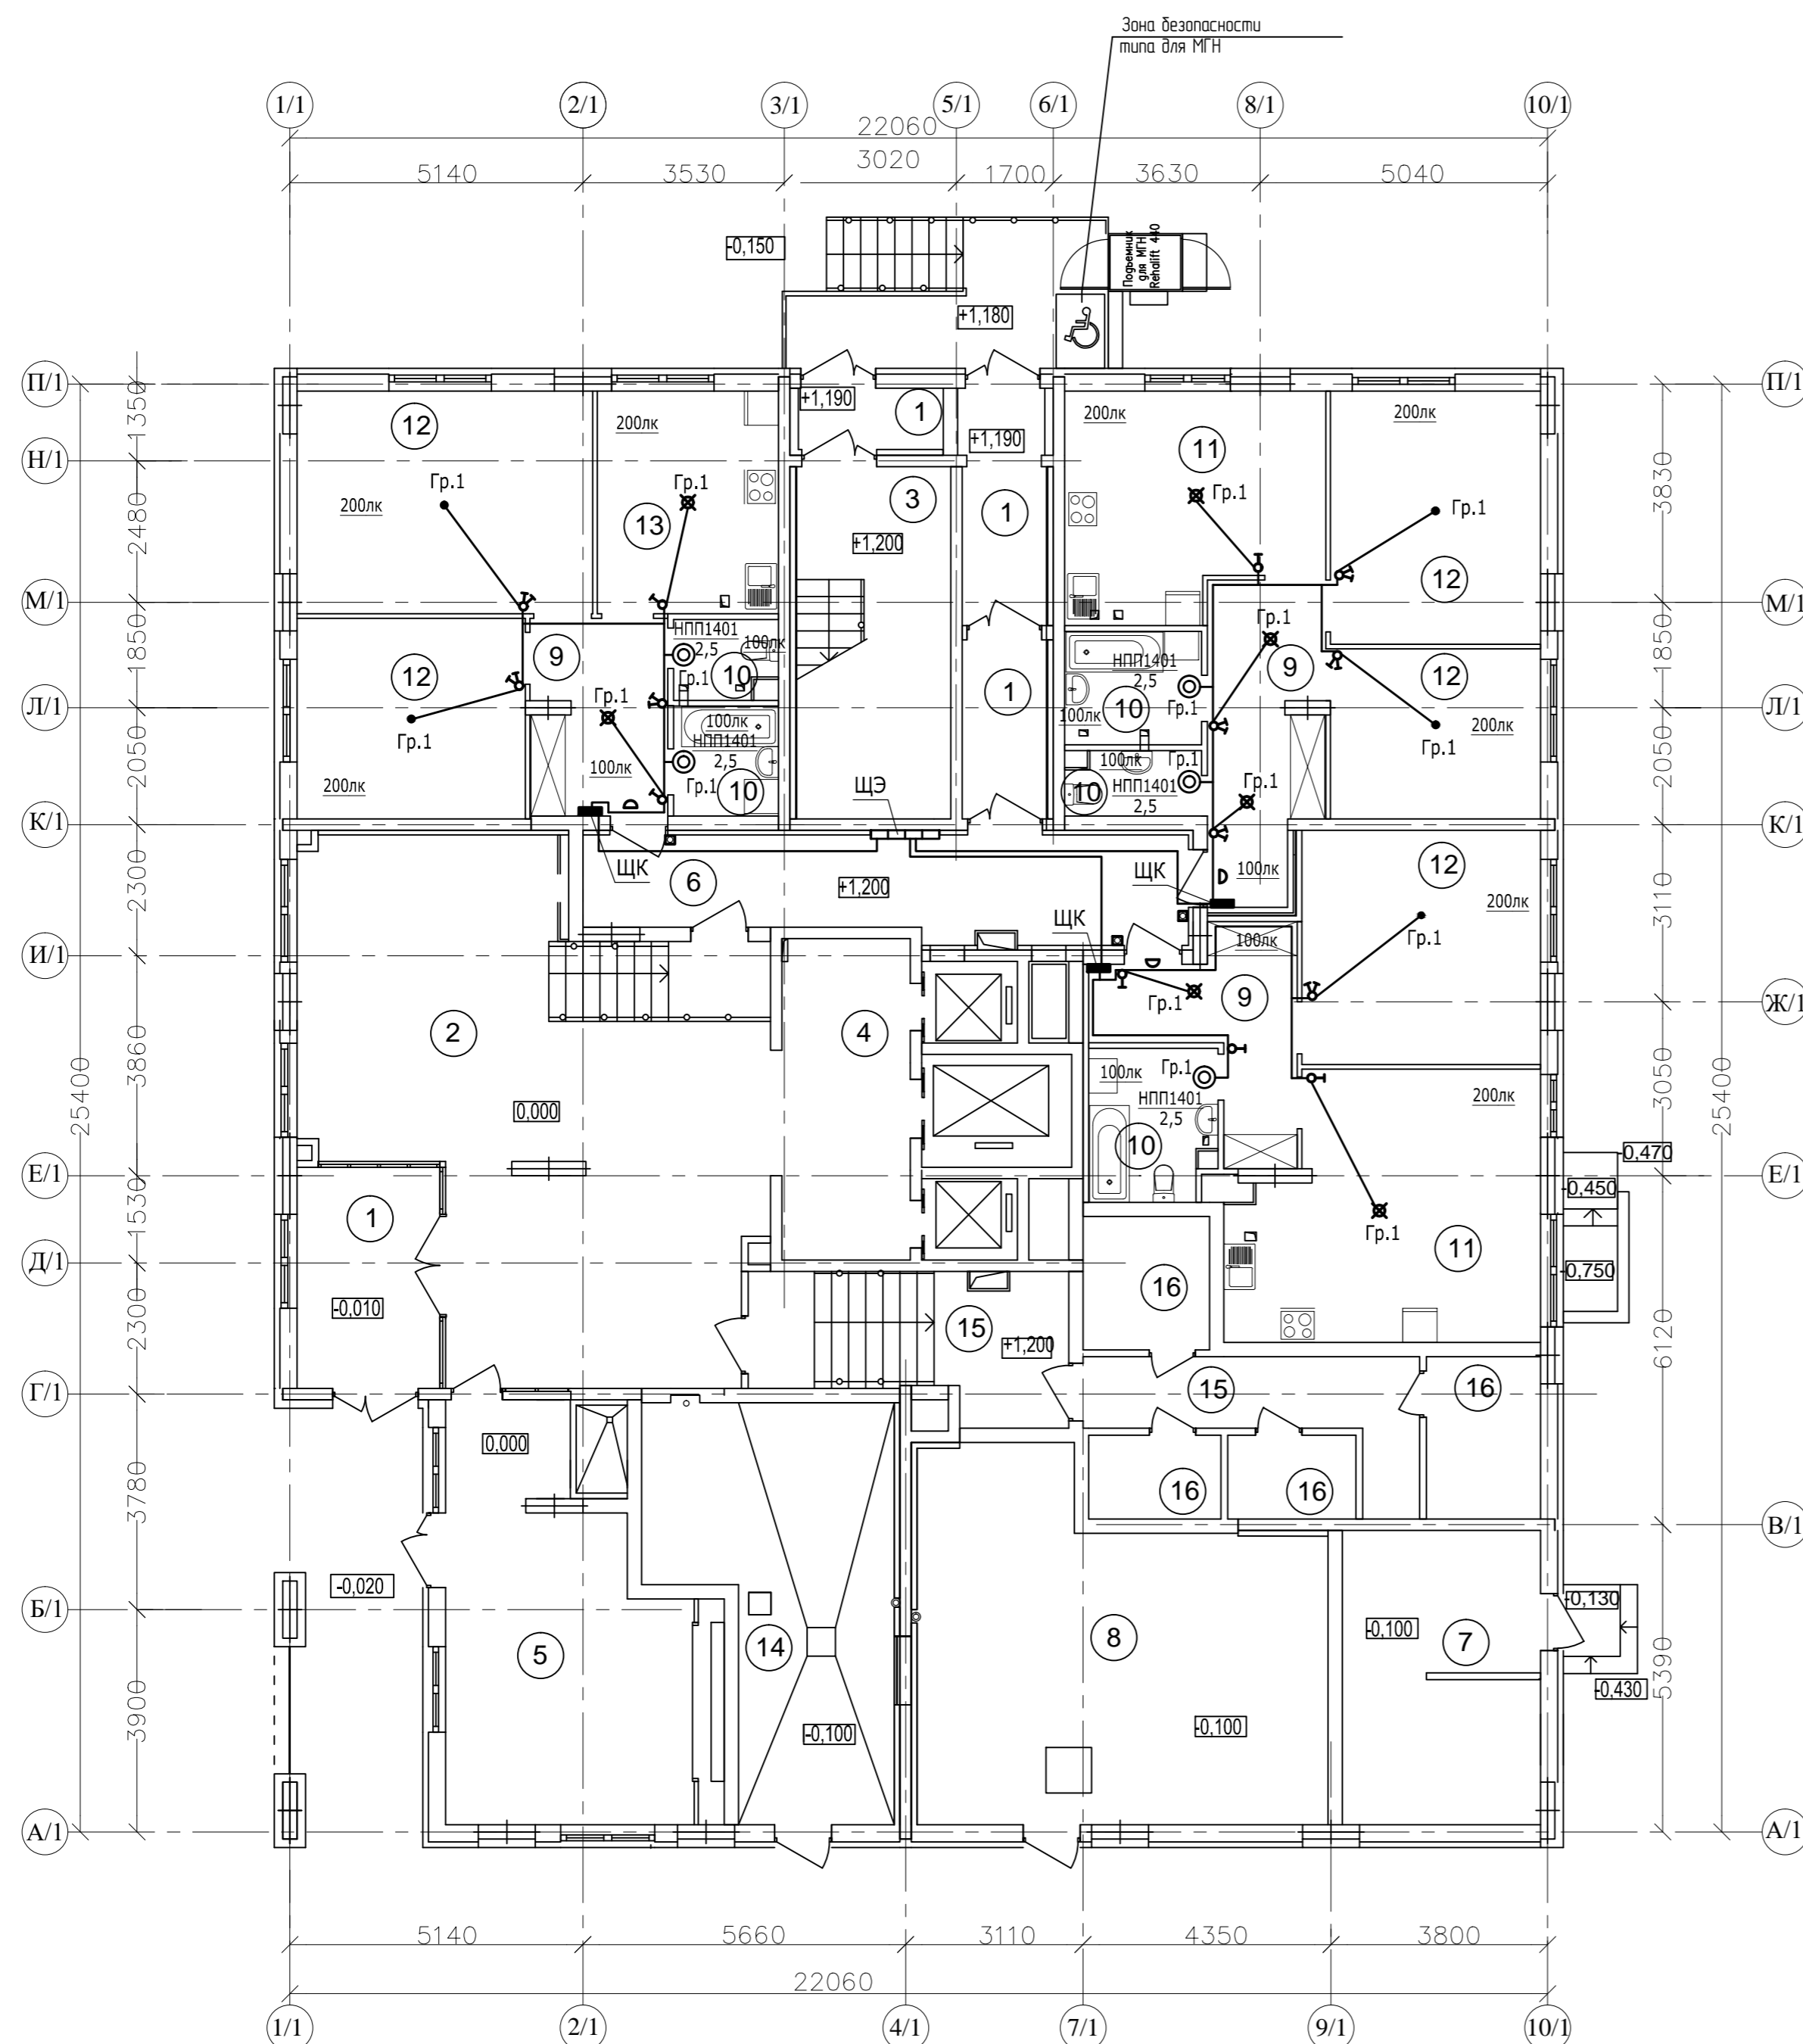 Зона безопасности
типа для МГН
1/1
2/1
3/1
5/1
6/1
8/1
10/1
22060
5140
3530
3020
1700
3630
5040
-0,150
Подъемник
для МГН
Rehalift 440
+1,180
П/1
П/1
+1,190
1
+1,190
12
200лк
200лк
11
200лк
1350
Н/1
Гр.1
200лк
Гр.1
13
3
1
Гр.1
Гр.1
3830
2480
+1,200
12
М/1
М/1
НПП1401
2,5
100лк
10
Гр.1
9
12
Гр.1
НПП1401
2,5
9
12
1850
1850
Л/1
Л/1
Гр.1
Гр.1
100лк
НПП1401
2,5
Гр.1
10
100лк
200лк
1
100лк
10
Гр.1
Гр.1
200лк
2050
2050
100лк
Гр.1
НПП1401
2,5
10
Гр.1
ЩЭ
К/1
К/1
ЩК
6
+1,200
ЩК
100лк
12
200лк
2300
3110
ЩК
Гр.1
И/1
100лк
Гр.1
9
2
4
Ж/1
3860
25400
0,000
100лк
Гр.1
НПП1401
2,5
10
200лк
3050
25400
Е/1
Е/1
-0,470
-0,450
1
Гр.1
11
1530
Д/1
-0,750
-0,010
16
15
+1,200
2300
6120
Г/1
15
16
0,000
16
16
3780
В/1
-0,020
-0,130
Б/1
5
14
8
-0,100
7
-0,430
5390
3900
-0,100
-0,100
А/1
А/1
5140
5660
3110
4350
3800
22060
1/1
2/1
4/1
7/1
9/1
10/1